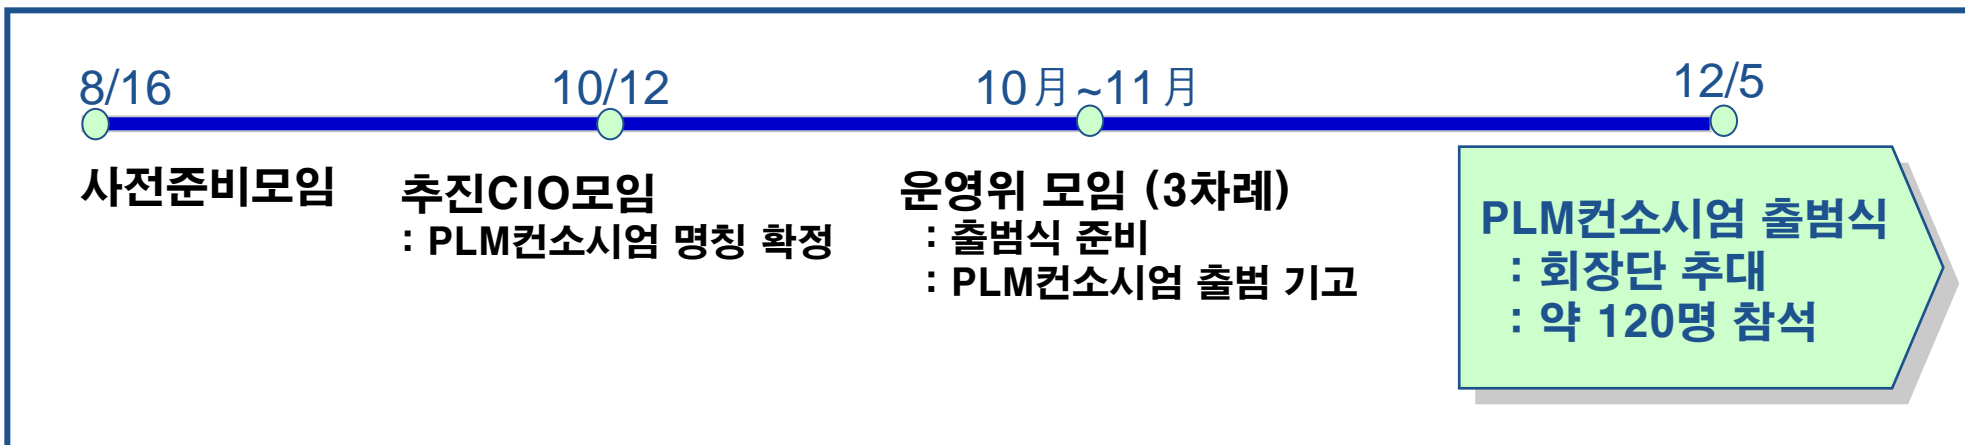 8/16
10/12
10月~11月
12/5
사전준비모임
추진CIO모임
: PLM컨소시엄 명칭 확정
운영위 모임 (3차례)
: 출범식 준비
: PLM컨소시엄 출범 기고
PLM컨소시엄 출범식
: 회장단 추대
: 약 120명 참석